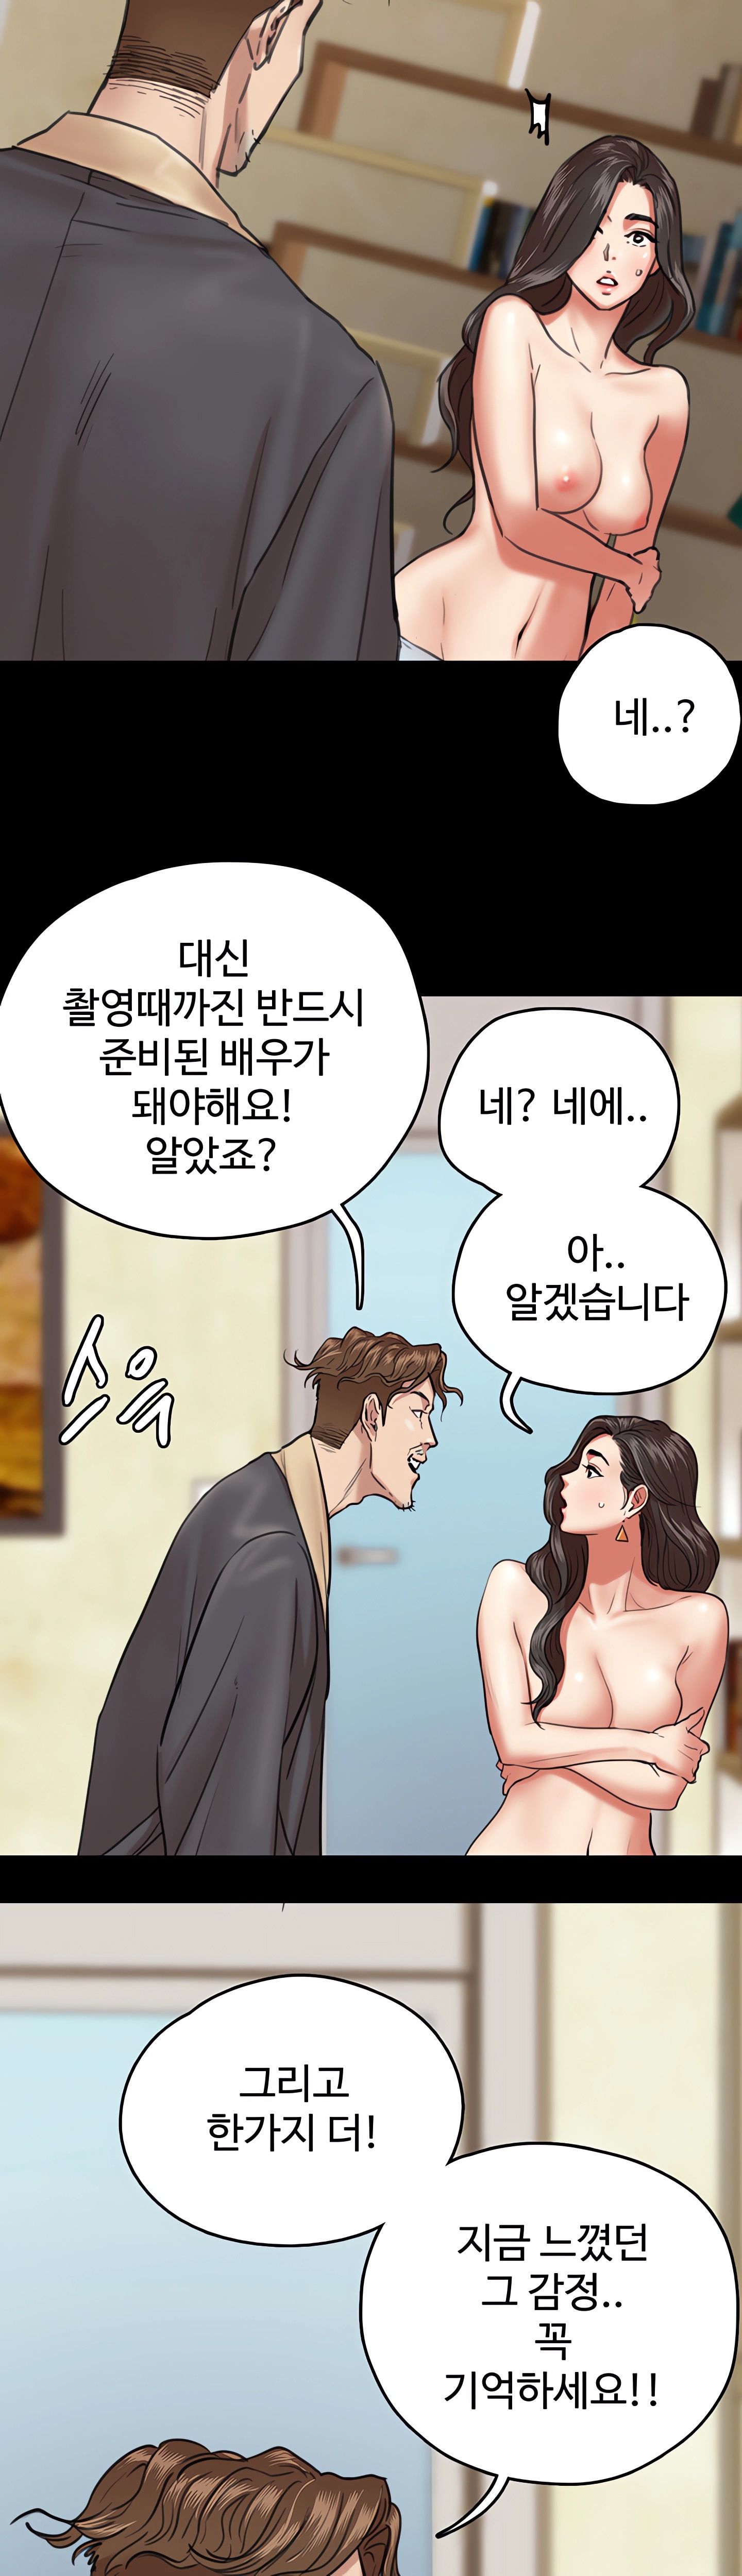 네..?
대신
촬영때까진 반드시
준비된 배우가
돼야해요!
알았죠?
네? 네에..
아..
알겠습니다
스윽
그리고
한가지 더!
지금 느꼈던
그 감정..
꼭
기억하세요!!